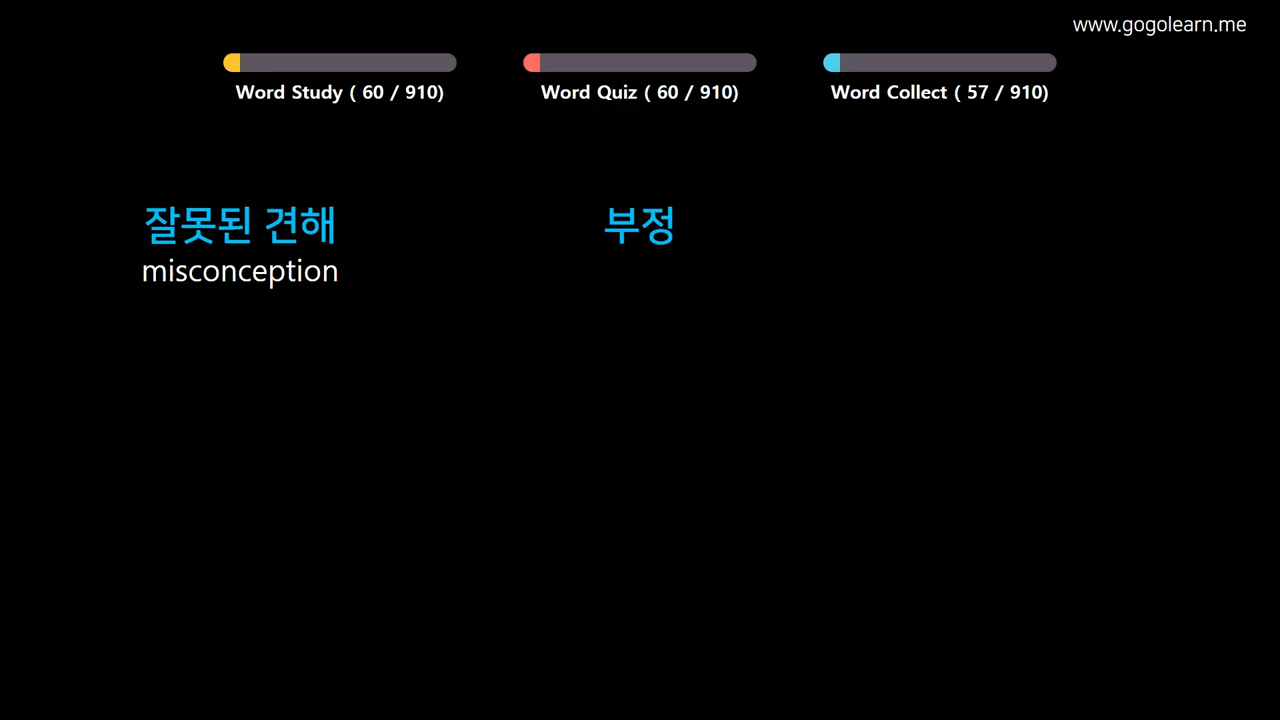 www.gogolearn.me
Word Study ( 60 / 910)
Word Quiz ( 60 / 910)
Word Collect ( 57 / 910)
잘못된 견해
misconception
부정